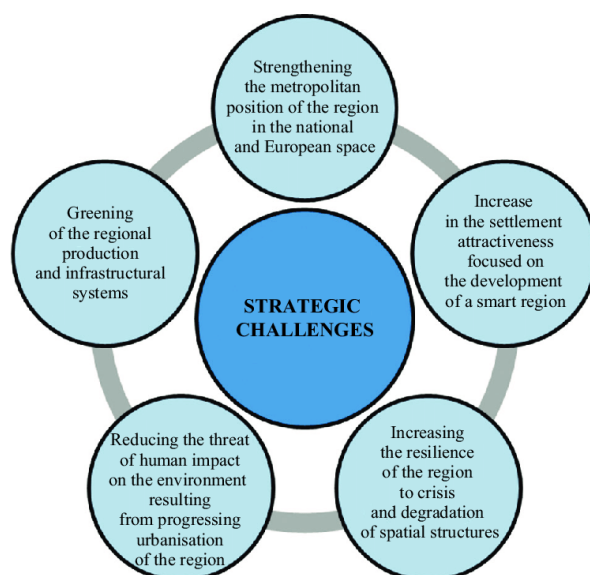 Strengthening
the metropolitan
position of the region
in the national
and European space
Increase
in the settlement
attractiveness
focused on
the development
of a smart region
Increasing
the resilience
of the region
to crisis
and degradation
of spatial structures
Reducing the threat
of human impact
on the environment
resulting
from progressing
urbanisation
of the region
Greening
of the regional
production
and infrastructural
systems
STRATEGIC
CHALLENGES